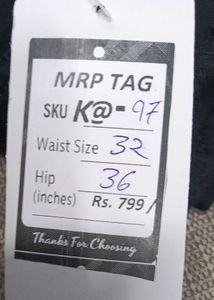 MRP TAG
SKU K@-97
Waist Size 32
Hip 36
(inches) Rs. 799/
Thanks For Choosing